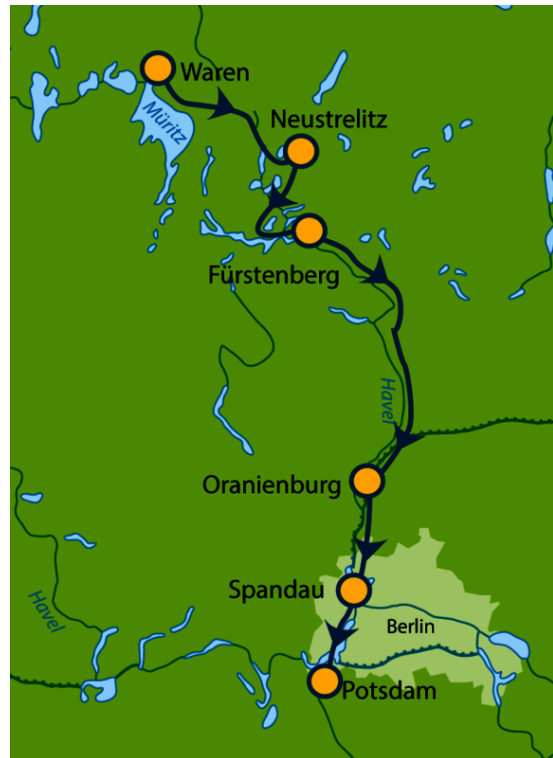 Waren
Müritz
Neustrelitz
Fürstenberg
Havel
Oranienburg
Spandau
Havel
Berlin
Potsdam